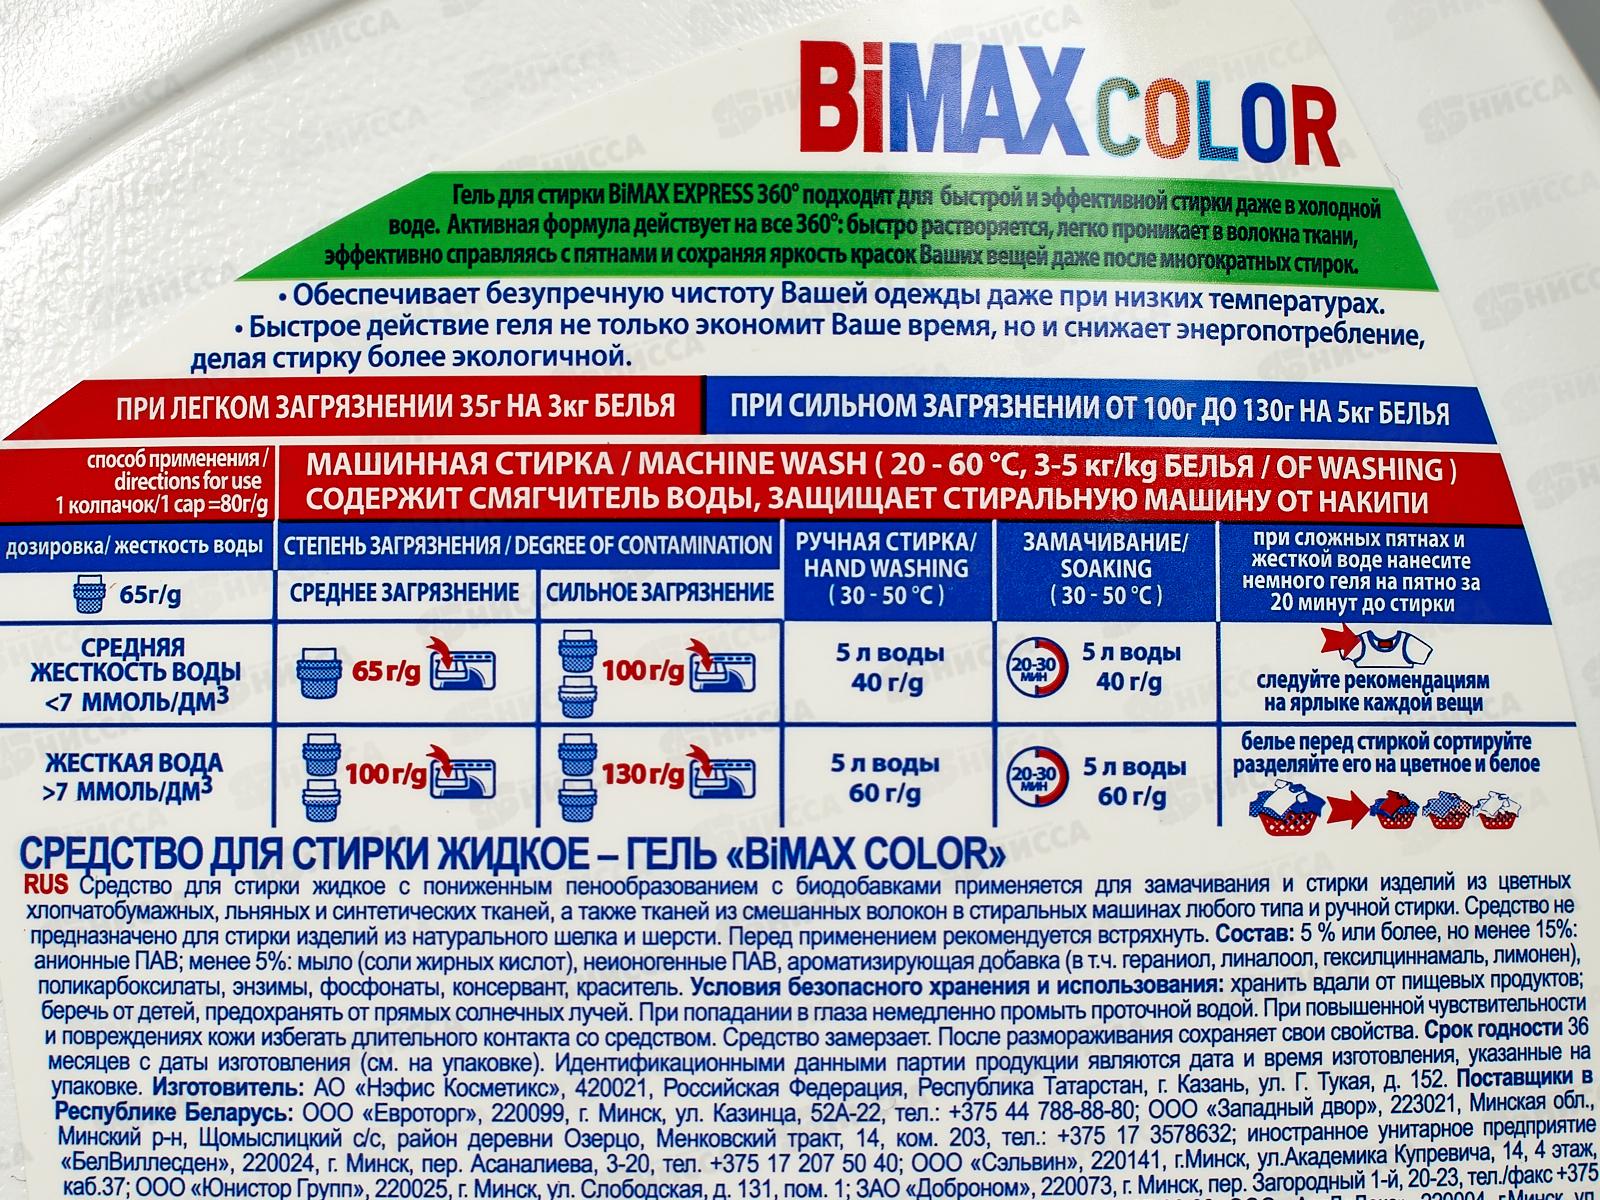 BiMAX COLOR
Гель для стирки BiMAX EXPRESS 360° подходит для быстрой и эффективной стирки даже в холодной
воде. Активная формула действует на все 360°: быстро растворяется, легко проникает в волокна ткани,
эффективно справляясь с пятнами и сохраняя яркость красок Ваших вещей даже после многократных стирок.
• Обеспечивает безупречную чистоту Вашей одежды даже при низких температурах.
• Быстрое действие геля не только экономит Ваше время, но и снижает энергопотребление,
делая стирку более экологичной.
ПРИ ЛЕГКОМ ЗАГРЯЗНЕНИИ 35г НА 3кг БЕЛЬЯ
ПРИ СИЛЬНОМ ЗАГРЯЗНЕНИИ ОТ 100г ДО 130г НА 5кг БЕЛЬЯ
способ применения /
directions for use
1 колпачок/1 cap =80г/g
МАШИННАЯ СТИРКА / MACHINE WASH ( 20 - 60 °C, 3-5 кг/kg БЕЛЬЯ / OF WASHING )
СОДЕРЖИТ СМЯГЧИТЕЛЬ ВОДЫ, ЗАЩИЩАЕТ СТИРАЛЬНУЮ МАШИНУ ОТ НАКИПИ
дозировка/ жесткость воды
65г/g
СТЕПЕНЬ ЗАГРЯЗНЕНИЯ / DEGREE OF CONTAMINATION
СРЕДНЕЕ ЗАГРЯЗНЕНИЕ
СИЛЬНОЕ ЗАГРЯЗНЕНИЕ
РУЧНАЯ СТИРКА/
HAND WASHING
( 30 - 50 °C )
ЗАМАЧИВАНИЕ/
SOAKING
( 30 - 50 °C )
при сложных пятнах и
жесткой воде нанесите
немного геля на пятно за
20 минут до стирки
СРЕДНЯЯ
ЖЕСТКОСТЬ ВОДЫ
<7 ММОЛЬ/ДМ³
65 г/g
100 г/g
5 л воды
40 г/g
20-30
МИН
5 л воды
40 г/g
следуйте рекомендациям
на ярлыке каждой вещи
ЖЕСТКАЯ ВОДА
>7 ММОЛЬ/ДМ³
100 г/g
130 г/g
5 л воды
60 г/g
20-30
МИН
5 л воды
60 г/g
белье перед стиркой сортируйте
разделяйте его на цветное и белое
СРЕДСТВО ДЛЯ СТИРКИ ЖИДКОЕ – ГЕЛЬ «BiMAX COLOR»
RUS Средство для стирки жидкое с пониженным пенообразованием с биодобавками применяется для замачивания и стирки изделий из цветных
хлопчатобумажных, льняных и синтетических тканей, а также тканей из смешанных волокон в стиральных машинах любого типа и ручной стирки. Средство не
предназначено для стирки изделий из натурального шелка и шерсти. Перед применением рекомендуется встряхнуть. Состав: 5 % или более, но менее 15%:
анионные ПАВ; менее 5%: мыло (соли жирных кислот), неионогенные ПАВ, ароматизирующая добавка (в т.ч. гераниол, линалоол, гексилциннамаль, лимонен),
поликарбоксилаты, энзимы, фосфонаты, консервант, краситель. Условия безопасного хранения и использования: хранить вдали от пищевых продуктов;
беречь от детей, предохранять от прямых солнечных лучей. При попадании в глаза немедленно промыть проточной водой. При повышенной чувствительности
и повреждениях кожи избегать длительного контакта со средством. Средство замерзает. После размораживания сохраняет свои свойства. Срок годности 36
месяцев с даты изготовления (см. на упаковке). Идентификационными данными партии продукции являются дата и время изготовления, указанные на
упаковке. Изготовитель: АО «Нэфис Косметикс», 420021, Российская Федерация, Республика Татарстан, г. Казань, ул. Г. Тукая, д. 152. Поставщики в
Республике Беларусь: ООО «Евроторг», 220099, г. Минск, ул. Казинца, 52А-22, тел.: +375 44 788-88-80; ООО «Западный двор», 223021, Минская обл.,
Минский р-н, Щомыслицкий с/с, район деревни Озерцо, Менковский тракт, 14, ком. 203, тел.: +375 17 3578632; иностранное унитарное предприятие
«БелВиллесден», 220024, г. Минск, пер. Асаналиева, 3-20, тел. +375 17 207 50 40; ООО «Сэльвин», 220141, г.Минск, ул.Академика Купревича, 14, 4 этаж,
каб.37; ООО «Юнистор Групп», 220025, г. Минск, ул. Слободская, д. 131, пом. 1; ЗАО «Доброном», 220073, г. Минск, пер. Загородный 1-й, 20-23, тел./факс +375